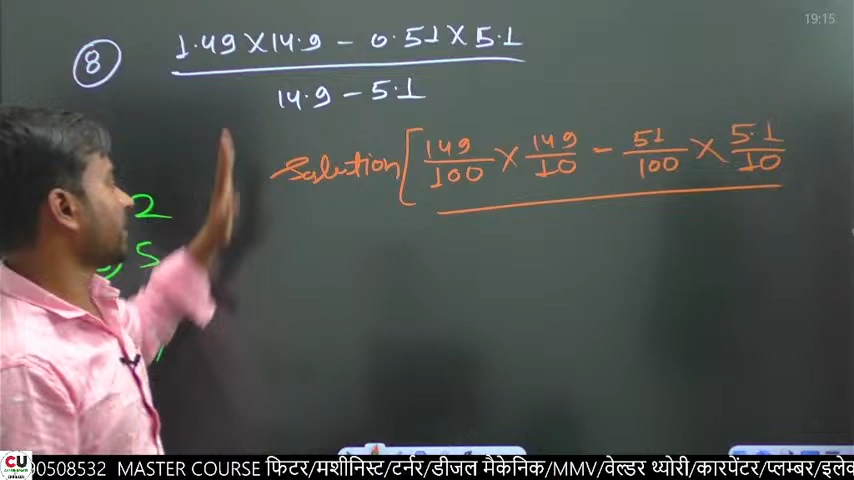 19:15
8 1.49 X 14.9 - 0.51 X 5.1
14.9 - 5.1
Solution [ 149/100 X 149/10 - 51/100 X 5.1/10
2
5
CU
90508532 MASTER COURSE फिटर/मशीनिस्ट/टर्नर/डीजल मैकेनिक/MMV/वेल्डर थ्योरी/कारपेंटर/प्लम्बर/इलेक